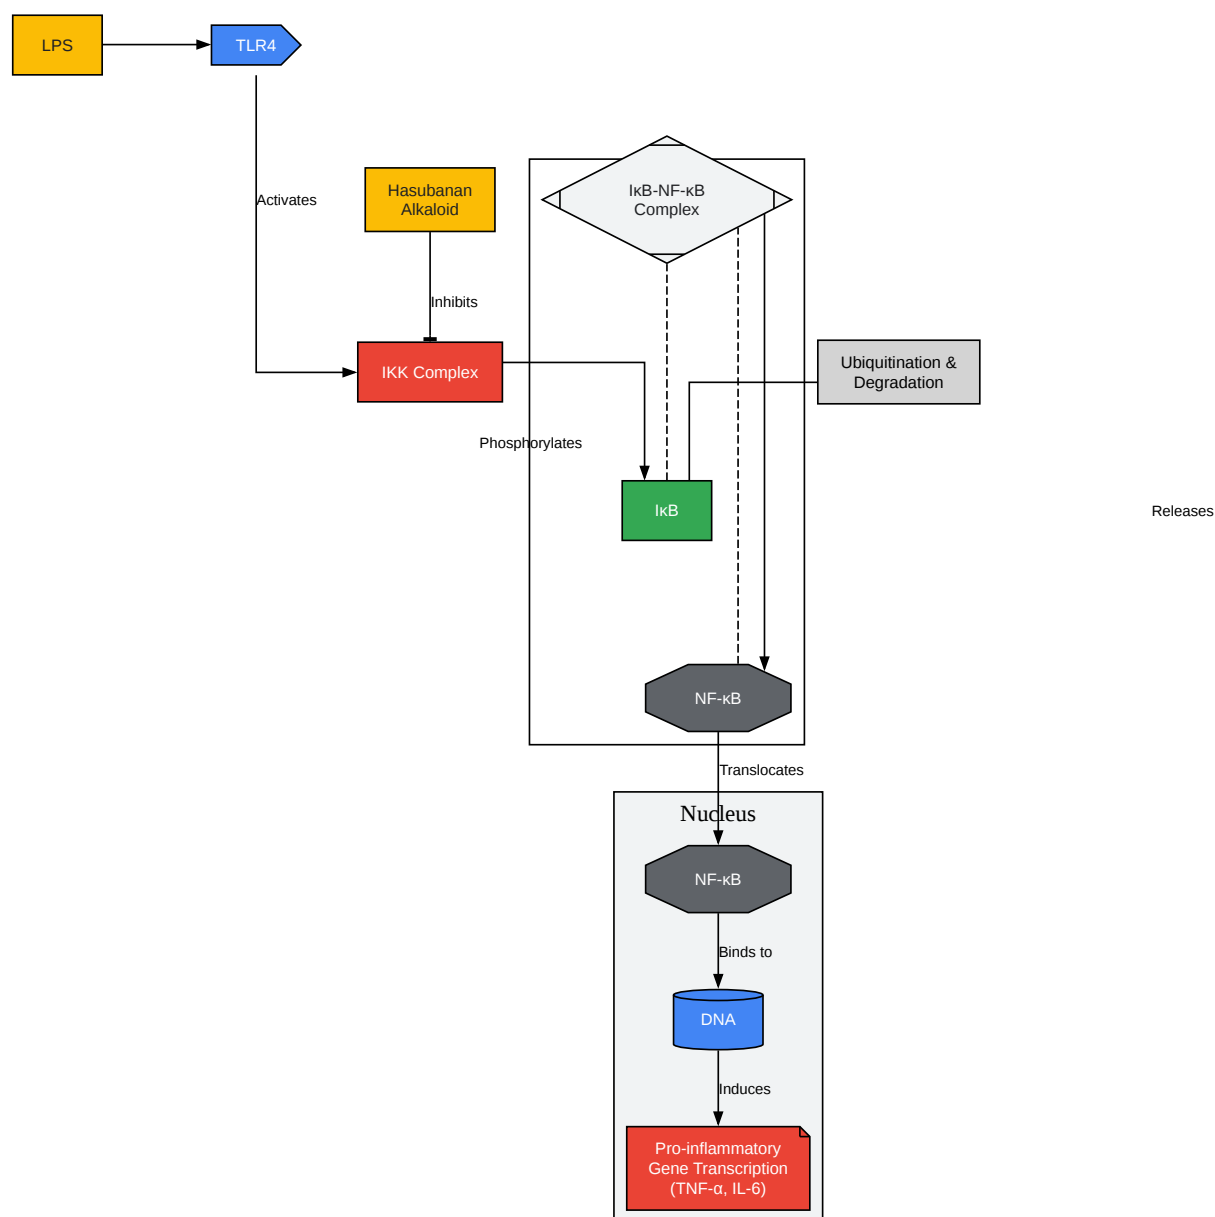 LPS
TLR4
Activates
Hasubanan
Alkaloid
IκB-NF-κB
Complex
Inhibits
IKK Complex
Ubiquitination &
Degradation
Phosphorylates
IκB
Releases
NF-κB
Translocates
Nucleus
NF-κB
Binds to
DNA
Induces
Pro-inflammatory
Gene Transcription
(TNF-α, IL-6)